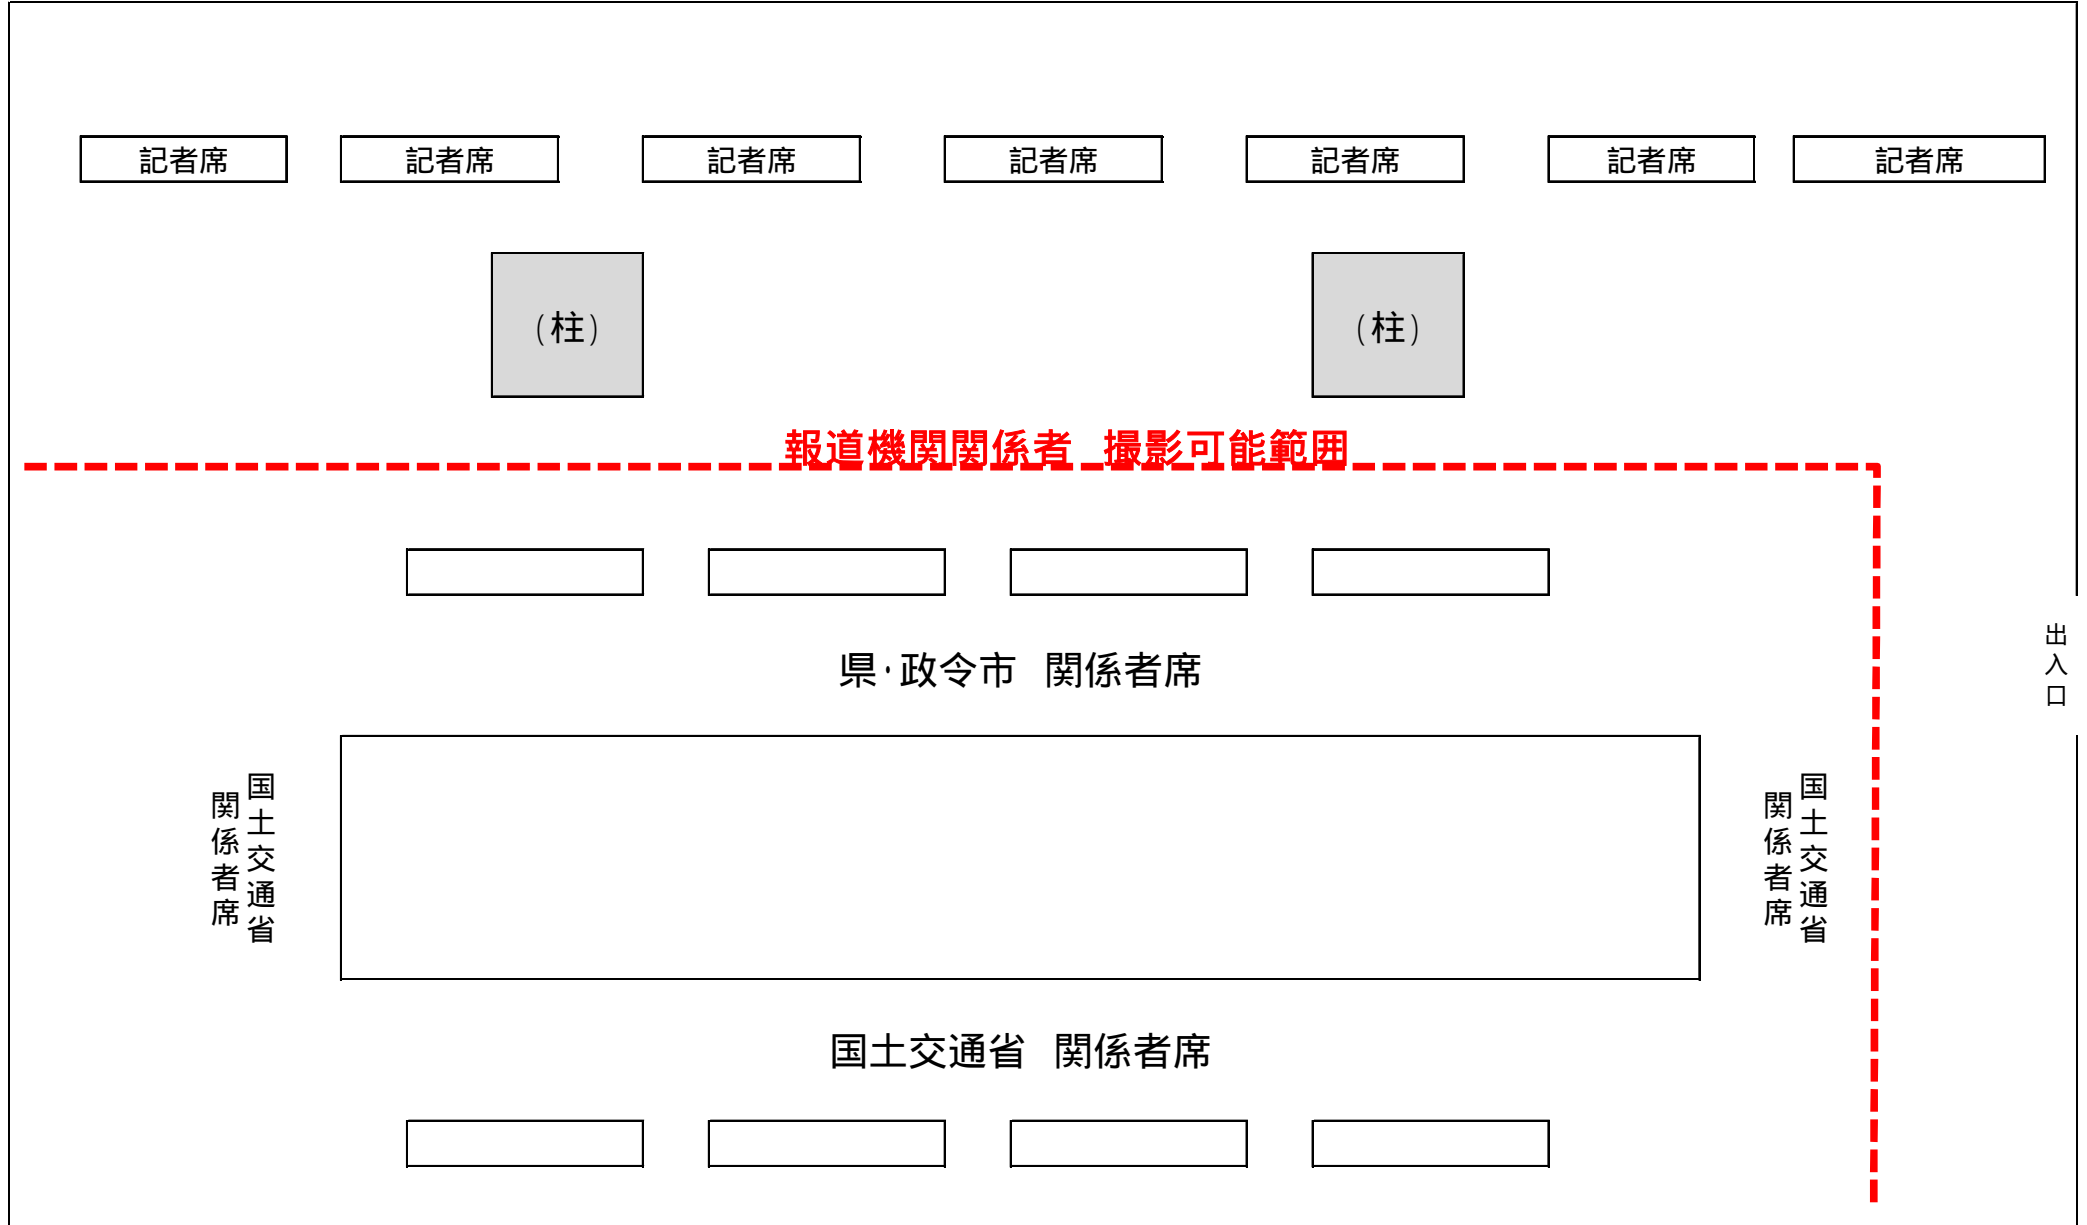 記者席
記者席
記者席
記者席
記者席
記者席
記者席
(柱)
(柱)
報道機関関係者　撮影可能範囲
県・政令市　関係者席
出入口
国土交通省
関係者席
国土交通省
関係者席
国土交通省　関係者席